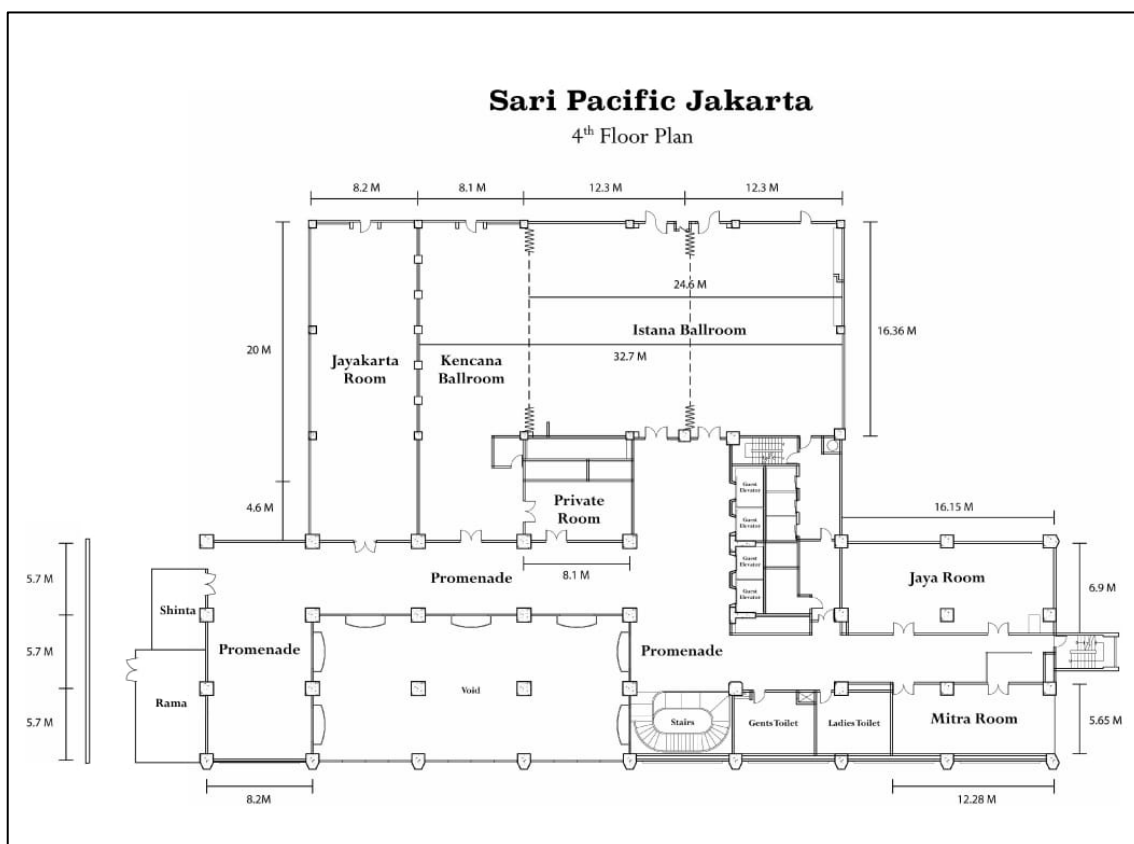 Sari Pacific Jakarta
4th Floor Plan
8.2 M
8.1 M
12.3 M
12.3 M
24.6 M
Istana Ballroom
16.36 M
20 M
32.7 M
Jayakarta
Room
Kencana
Ballroom
4.6 M
Private
Room
Guest
Elevator
Guest
Elevator
16.15 M
5.7 M
Promenade
8.1 M
Guest
Elevator
Guest
Elevator
Jaya Room
6.9 M
Shinta
5.7 M
Promenade
Promenade
Rama
Void
5.7 M
Stairs
Gents Toilet
Ladies Toilet
Mitra Room
5.65 M
8.2M
12.28 M